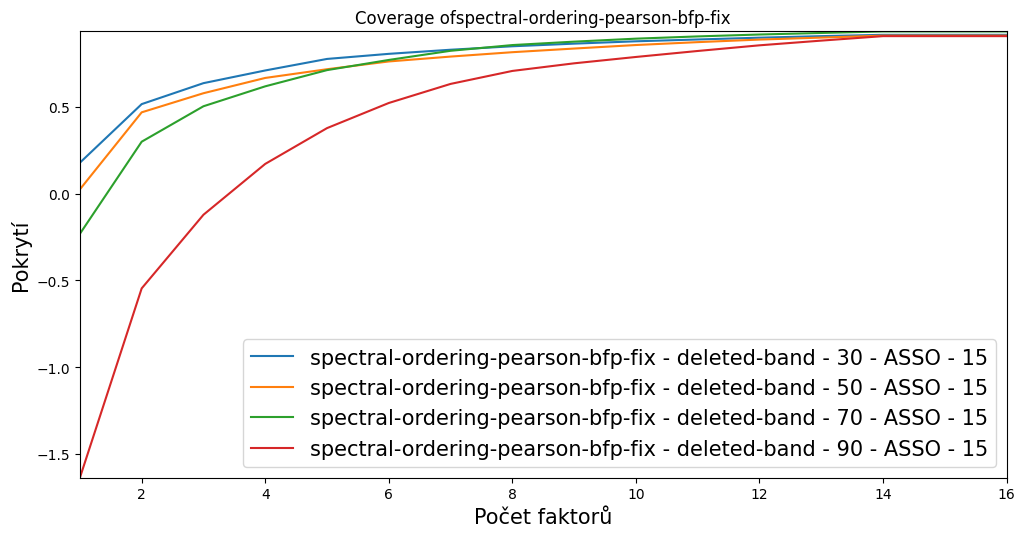 Coverage ofspectral-ordering-pearson-bfp-fix
Pokrytí
0.5
0.0
−0.5
−1.0
−1.5
spectral-ordering-pearson-bfp-fix - deleted-band - 30 - ASSO - 15
spectral-ordering-pearson-bfp-fix - deleted-band - 50 - ASSO - 15
spectral-ordering-pearson-bfp-fix - deleted-band - 70 - ASSO - 15
spectral-ordering-pearson-bfp-fix - deleted-band - 90 - ASSO - 15
2 4 6 8 10 12 14 16
Počet faktorů